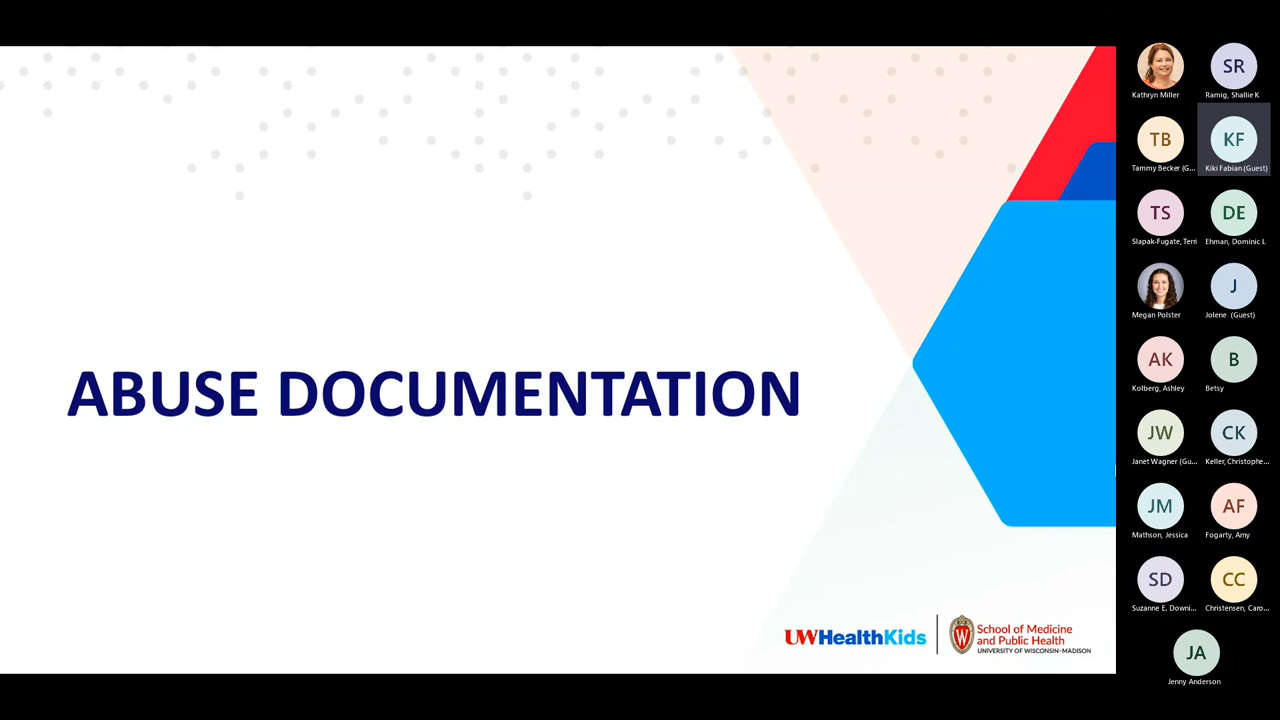 ABUSE DOCUMENTATION
UWHealthKids
School of Medicine
and Public Health
UNIVERSITY OF WISCONSIN–MADISON
Kathryn Miller
SR
Ramig, Shallie K
TB
Tammy Becker (G...
KF
Kiki Fabian (Guest)
TS
Slapak-Fugate, Terri
DE
Ehman, Dominic L
Megan Polster
J
Jolene (Guest)
AK
Kolberg, Ashley
B
Betsy
JW
Janet Wagner (Gu...
CK
Keller, Christophe...
JM
Mathson, Jessica
AF
Fogarty, Amy
SD
Suzanne E. Downi...
CC
Christensen, Caro...
JA
Jenny Anderson